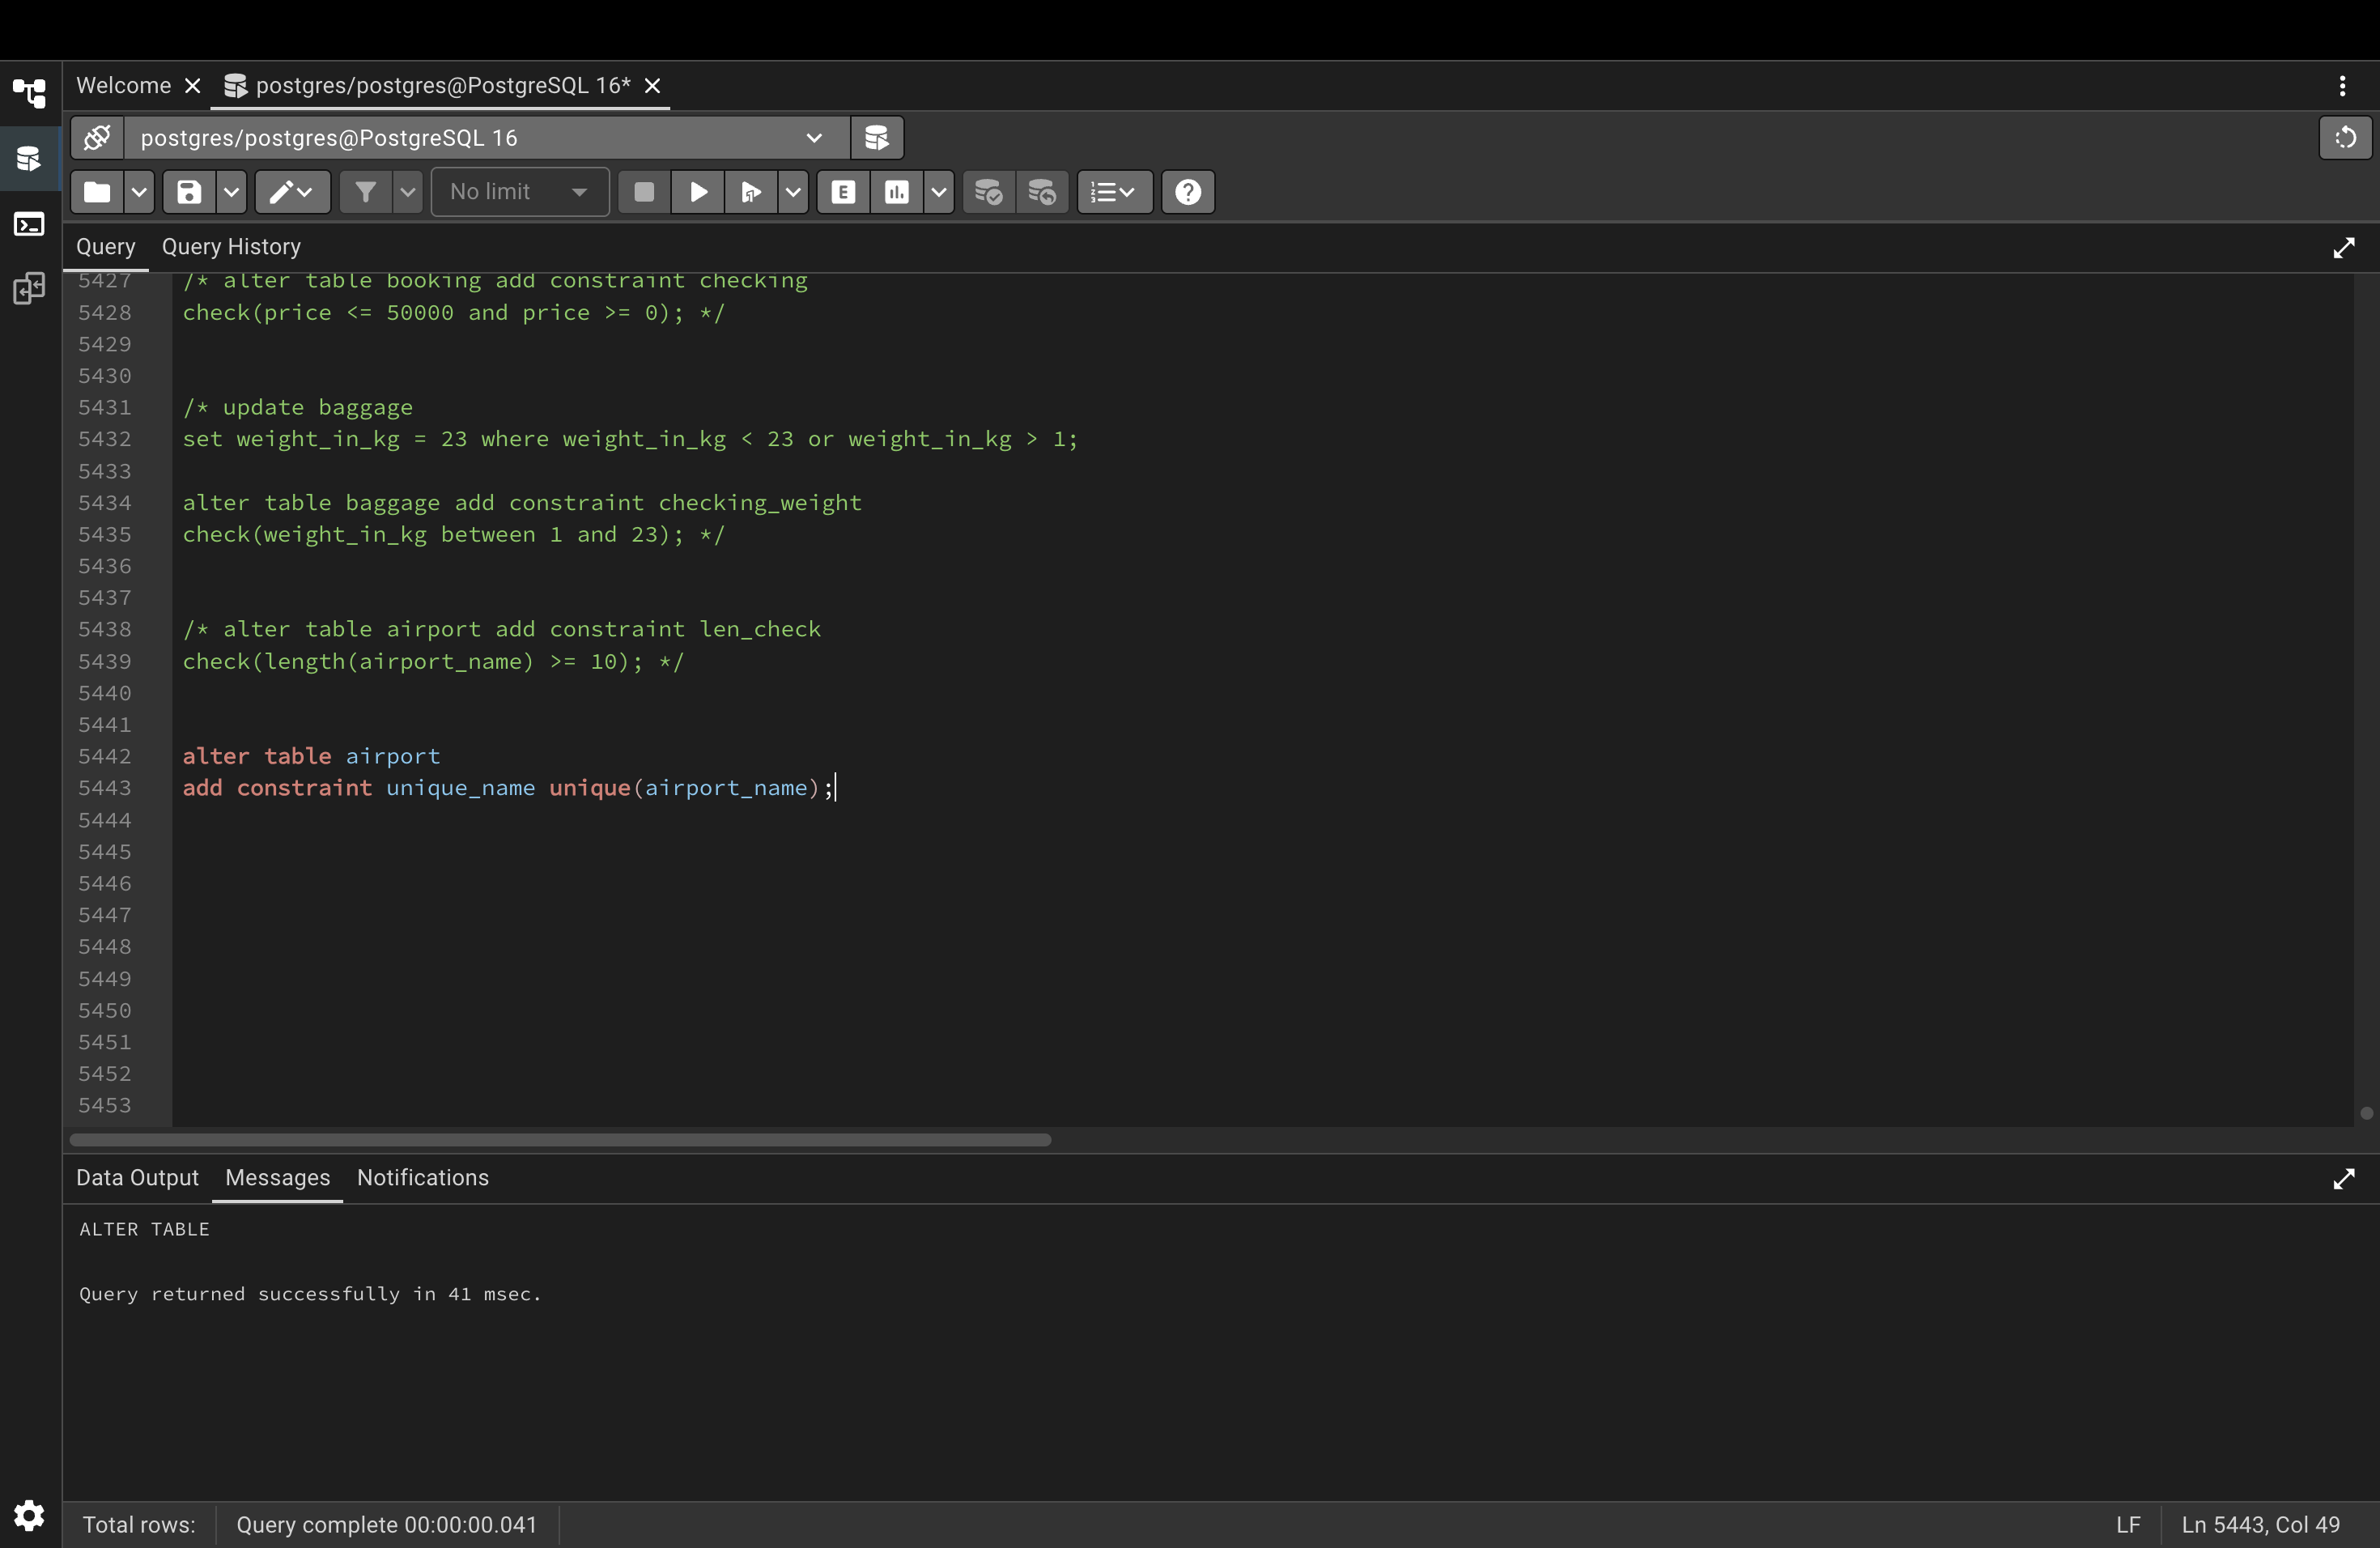 Welcome
postgres/postgres@PostgreSQL 16*
postgres/postgres@PostgreSQL 16
No limit
E
Query Query History
5427 /* alter table booking add constraint checking
5428 check(price <= 50000 and price >= 0); */
5429
5430
5431 /* update baggage
5432 set weight_in_kg = 23 where weight_in_kg < 23 or weight_in_kg > 1;
5433
5434 alter table baggage add constraint checking_weight
5435 check(weight_in_kg between 1 and 23); */
5436
5437
5438 /* alter table airport add constraint len_check
5439 check(length(airport_name) >= 10); */
5440
5441
5442 alter table airport
5443 add constraint unique_name unique(airport_name);
5444
5445
5446
5447
5448
5449
5450
5451
5452
5453
Data Output Messages Notifications
ALTER TABLE
Query returned successfully in 41 msec.
Total rows: Query complete 00:00:00.041 LF Ln 5443, Col 49